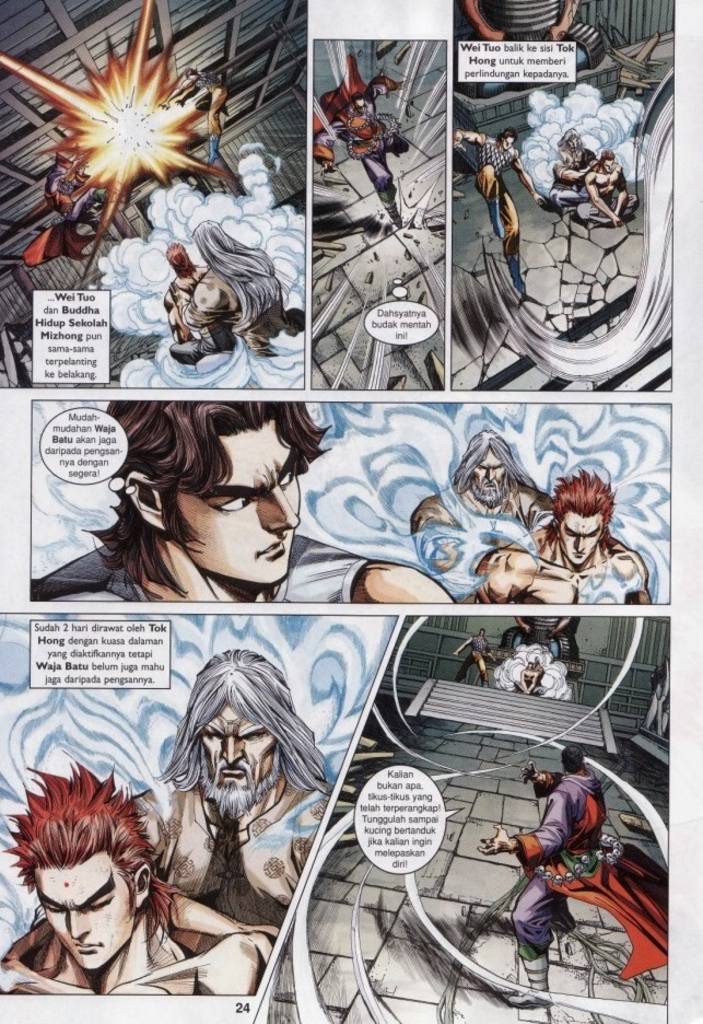 ...Wei Tuo
dan Buddha
Hidup Sekolah
Mizhong pun
sama-sama
terpelanting
ke belakang.
Dahsyatnya
budak mentah
ini!
Wei Tuo balik ke sisi Tok
Hong untuk memberi
perlindungan kepadanya.
Mudah-
mudahan Waja
Batu akan jaga
daripada pengsan-
nya dengan
segera!
Sudah 2 hari dirawat oleh Tok
Hong dengan kuasa dalaman
yang diaktifkannya tetapi
Waja Batu belum juga mahu
jaga daripada pengsannya.
Kalian
bukan apa,
tikus-tikus yang
telah terperangkap!
Tunggulah sampai
kucing bertanduk
jika kalian ingin
melepaskan
diri!
24